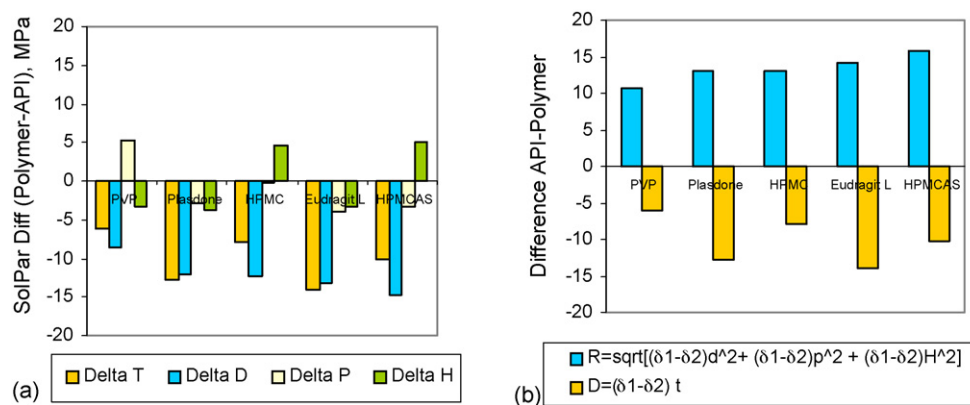 SolPar Diff (Polymer-API), MPa
20
15
10
5
0
-5
-10
-15
-20
PVP
Plasdone
HPMC
Eudragit L
HPMCAS
Delta T
Delta D
Delta P
Delta H
(a)
Difference API-Polymer
20
15
10
5
0
-5
-10
-15
-20
PVP
Plasdone
HPMC
Eudragit L
HPMCAS
R=sqrt[(δ1-δ2)d^2+ (δ1-δ2)p^2 + (δ1-δ2)H^2]
D=(δ1-δ2) t
(b)